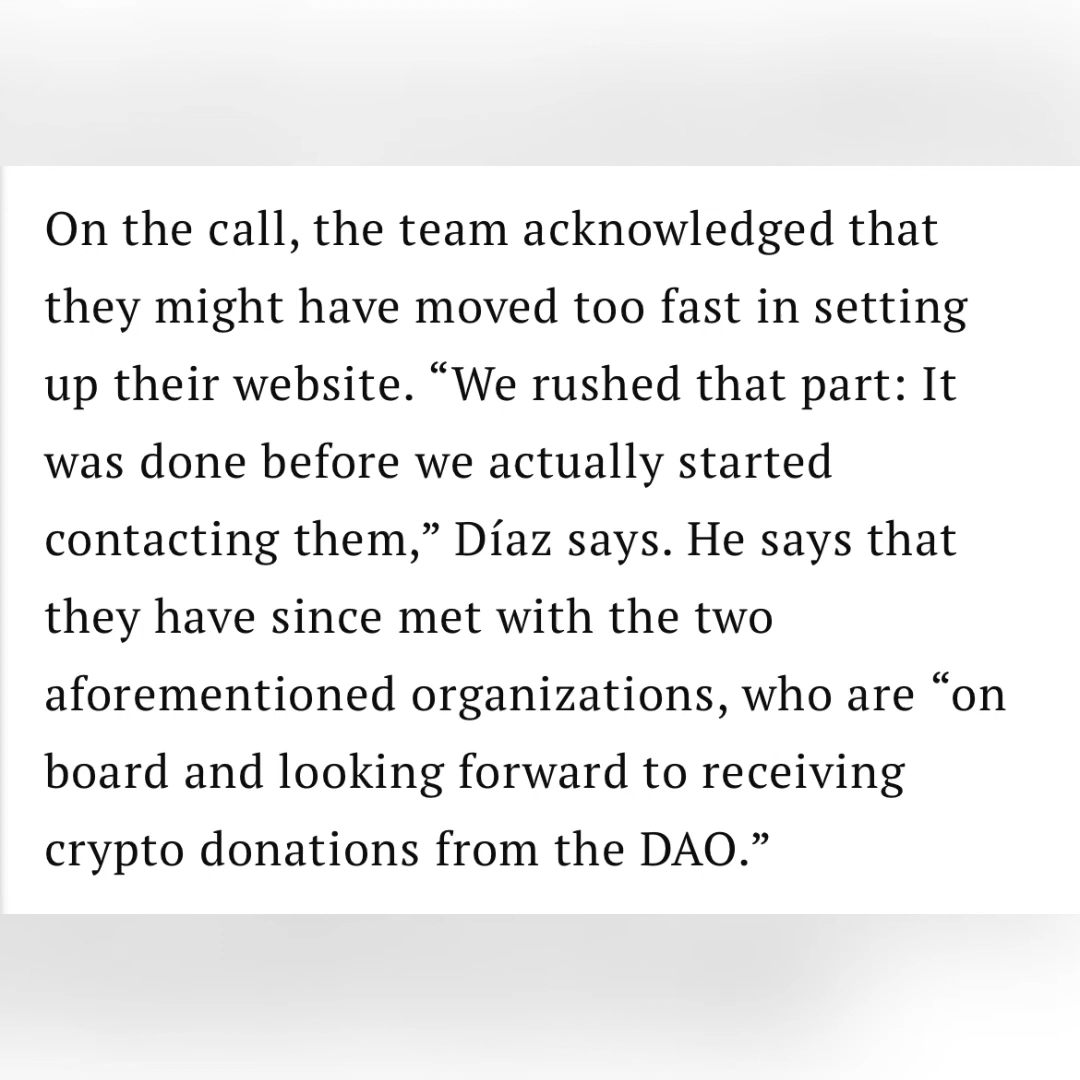 On the call, the team acknowledged that
they might have moved too fast in setting
up their website. “We rushed that part: It
was done before we actually started
contacting them,” Díaz says. He says that
they have since met with the two
aforementioned organizations, who are “on
board and looking forward to receiving
crypto donations from the DAO.”